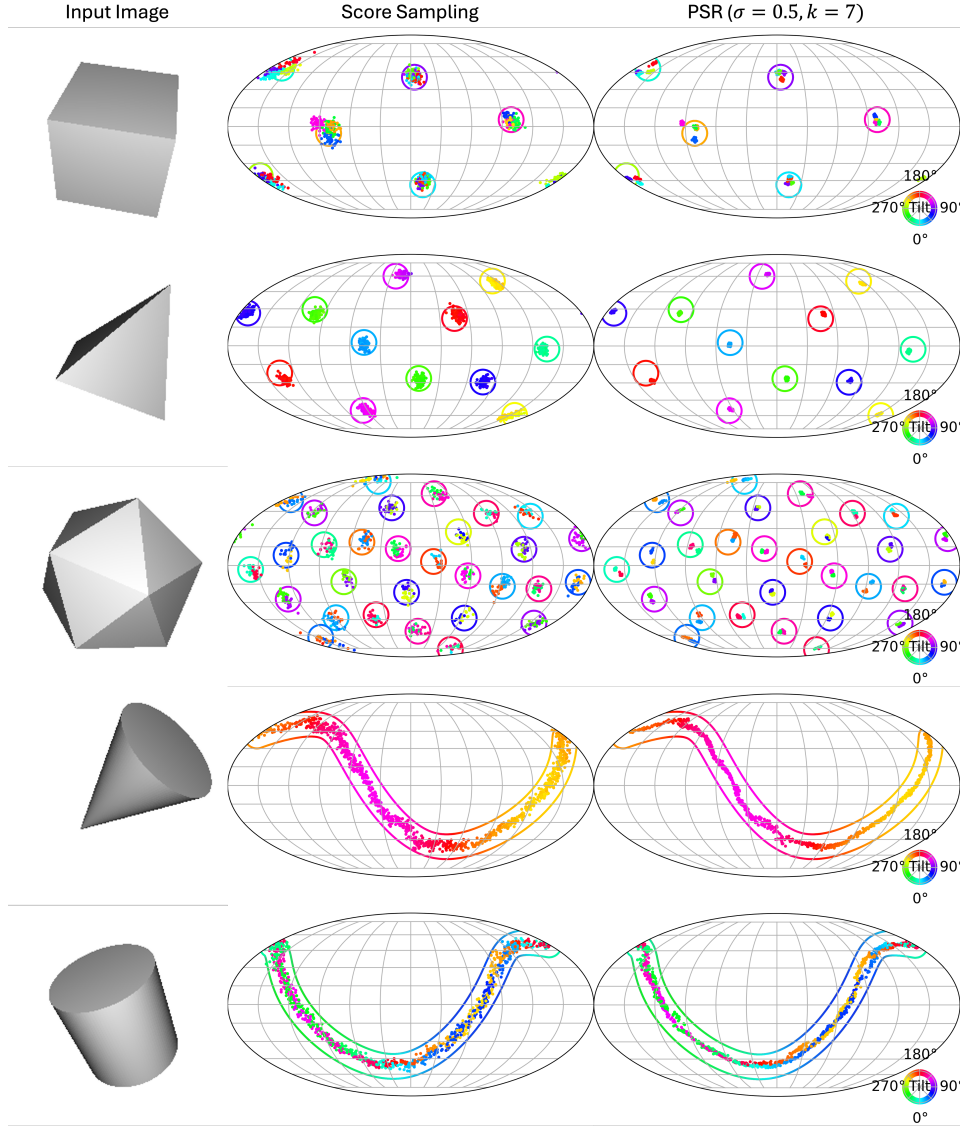 Input Image
Score Sampling
PSR (σ = 0.5, k = 7)
180°
270° Tilt 90°
0°
180°
270° Tilt 90°
0°
180°
270° Tilt 90°
0°
180°
270° Tilt 90°
0°
180°
270° Tilt 90°
0°